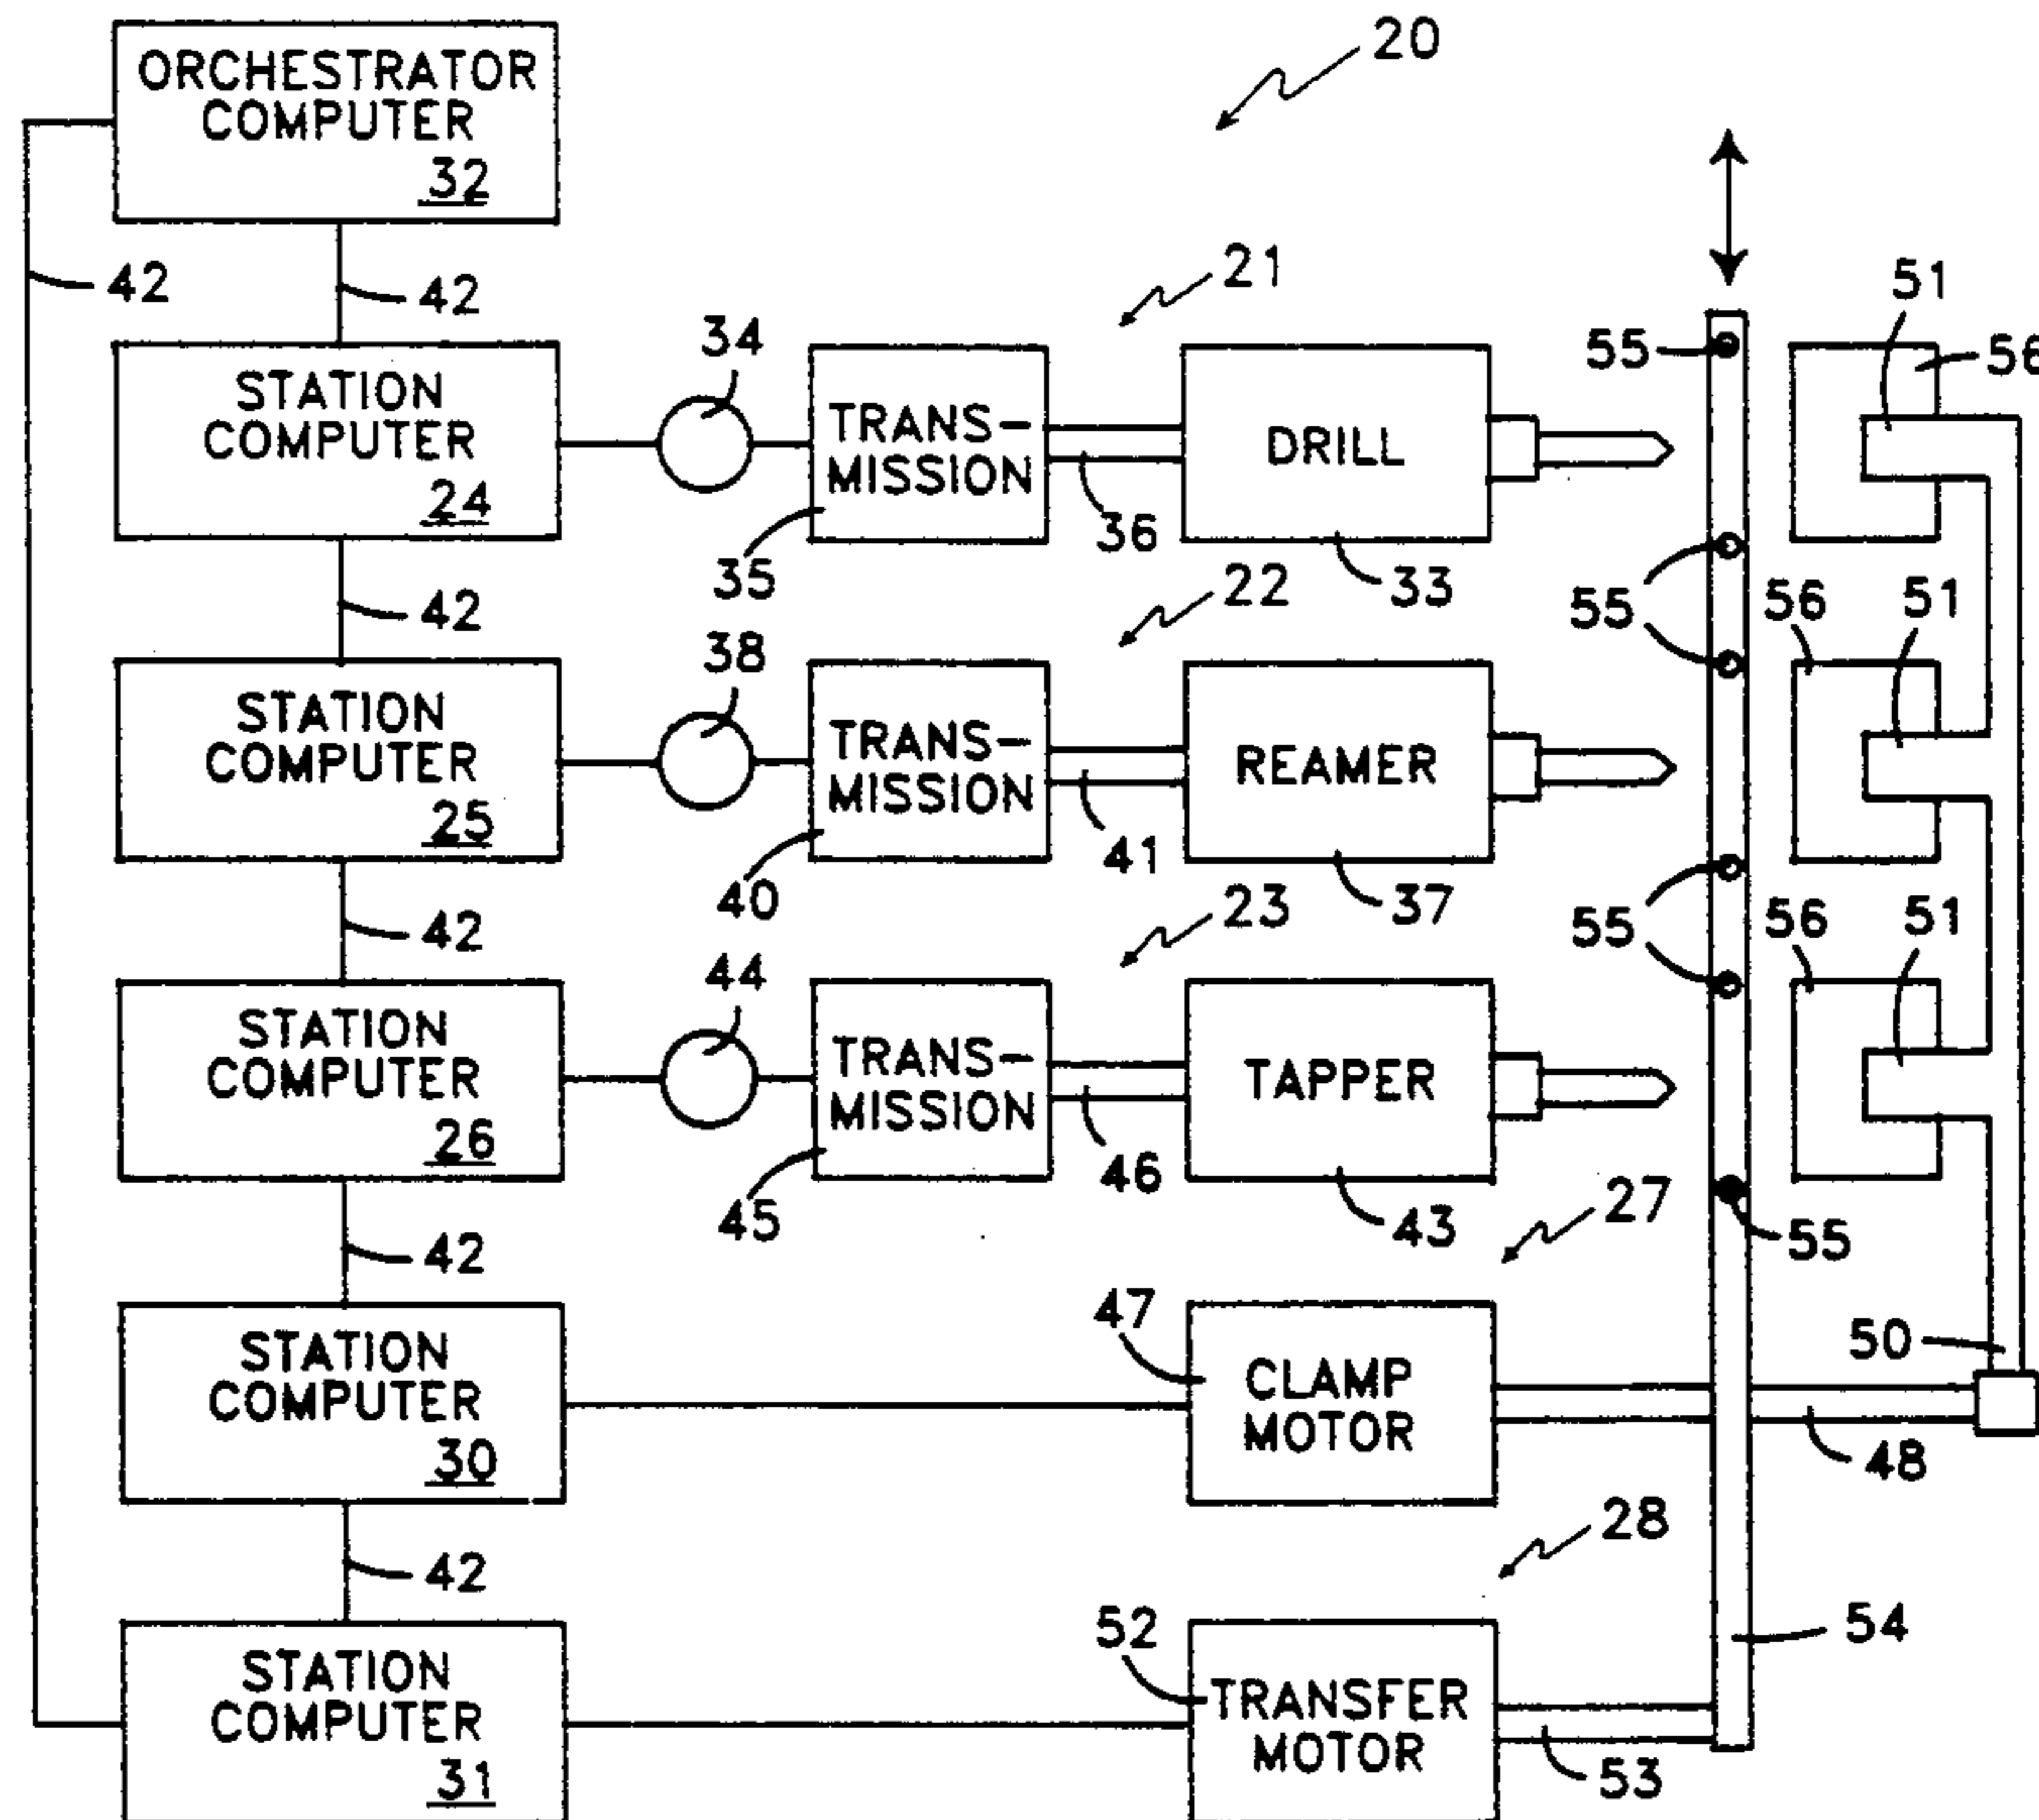 20
ORCHESTRATOR
COMPUTER
32
42
42
21
51
34
55
56
STATION
COMPUTER
24
TRANS-
MISSION
DRILL
35
36
33
22
55
56
51
42
38
STATION
COMPUTER
25
TRANS-
MISSION
REAMER
40
41
37
23
55
56
51
42
44
STATION
COMPUTER
26
TRANS-
MISSION
TAPPER
45
46
43
27
55
42
47
50
STATION
COMPUTER
30
CLAMP
MOTOR
48
28
42
52
54
STATION
COMPUTER
31
TRANSFER
MOTOR
53